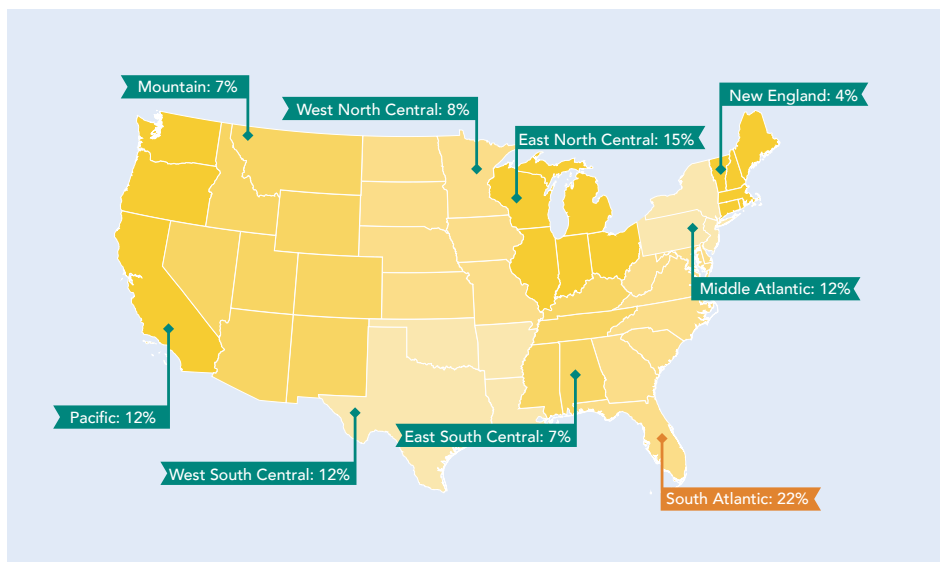 Mountain: 7%
New England: 4%
West North Central: 8%
East North Central: 15%
Middle Atlantic: 12%
Pacific: 12%
East South Central: 7%
West South Central: 12%
South Atlantic: 22%